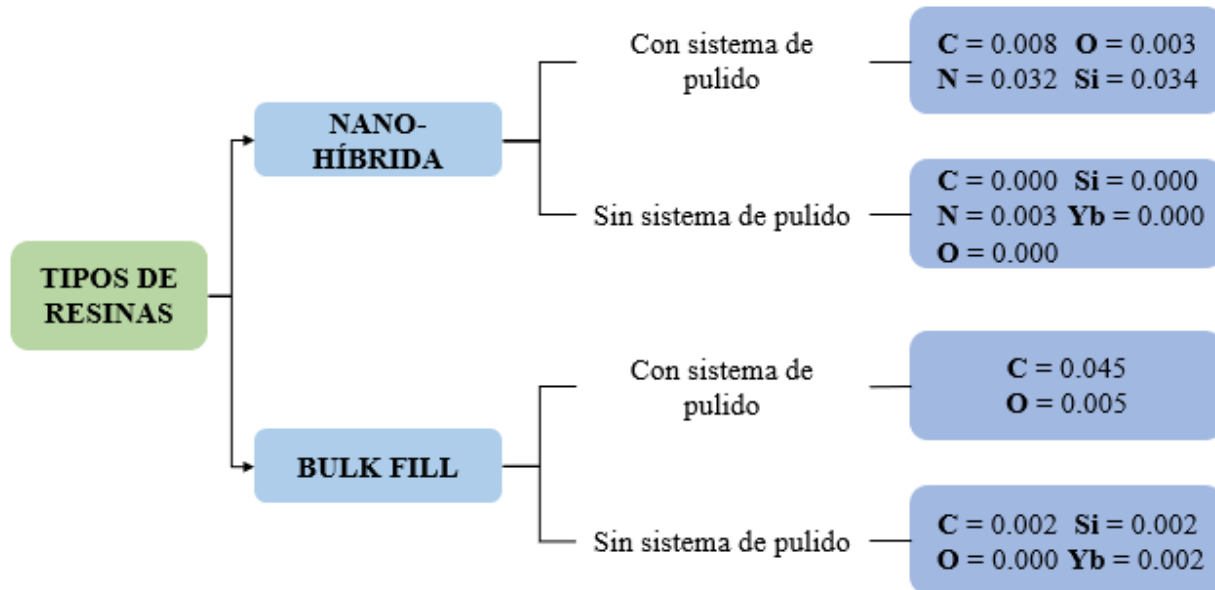 TIPOS DE
RESINAS
NANO-
HÍBRIDA
Con sistema de
pulido
C = 0.008 O = 0.003
N = 0.032 Si = 0.034
Sin sistema de pulido
C = 0.000 Si = 0.000
N = 0.003 Yb = 0.000
O = 0.000
BULK FILL
Con sistema de
pulido
C = 0.045
O = 0.005
Sin sistema de pulido
C = 0.002 Si = 0.002
O = 0.000 Yb = 0.002